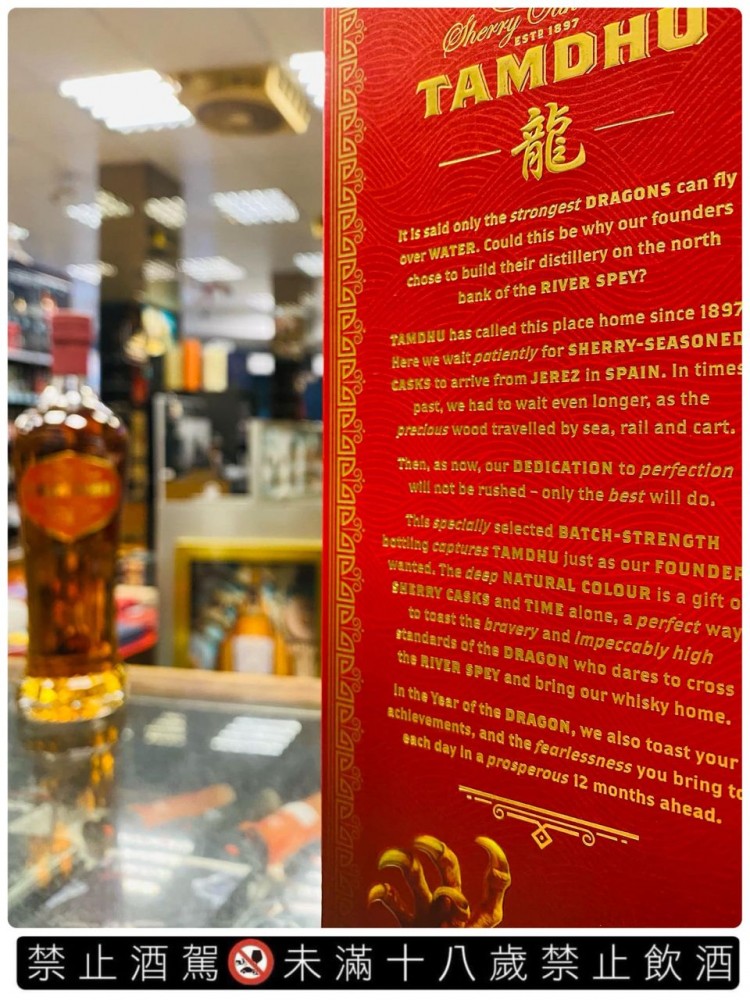 Sherry
ESTD 1897
TAMDHU
龍
It is said only the strongest DRAGONS can fly
over WATER. Could this be why our founders
chose to build their distillery on the north
bank of the RIVER SPEY?
TAMDHU has called this place home since 1897
Here we wait patiently for SHERRY-SEASONED
CASKS to arrive from JEREZ in SPAIN. In times
past, we had to wait even longer, as the
precious wood travelled by sea, rail and cart.
Then, as now, our DEDICATION to perfection
will not be rushed – only the best will do.
This specially selected BATCH-STRENGTH
bottling captures TAMDHU just as our FOUNDER
wanted. The deep NATURAL COLOUR is a gift o
SHERRY CASKS and TIME alone, a perfect way
to toast the bravery and impeccably high
standards of the DRAGON who dares to cross
the RIVER SPEY and bring our whisky home.
In the Year of the DRAGON, we also toast your
achievements, and the fearlessness you bring to
each day in a prosperous 12 months ahead.
禁止酒駕 未滿十八歲禁止飲酒